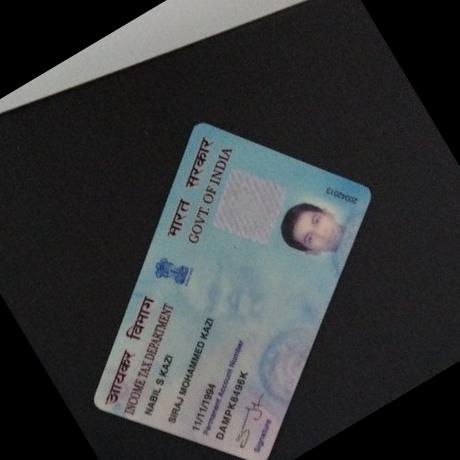 आयकर विभाग
INCOME TAX DEPARTMENT
भारत सरकार
GOVT. OF INDIA
NABIL S KAZI
SIRAJ MOHAMMED KAZI
11/11/1994
Permanent Account Number
DAMPK8496K
Signature
20042013